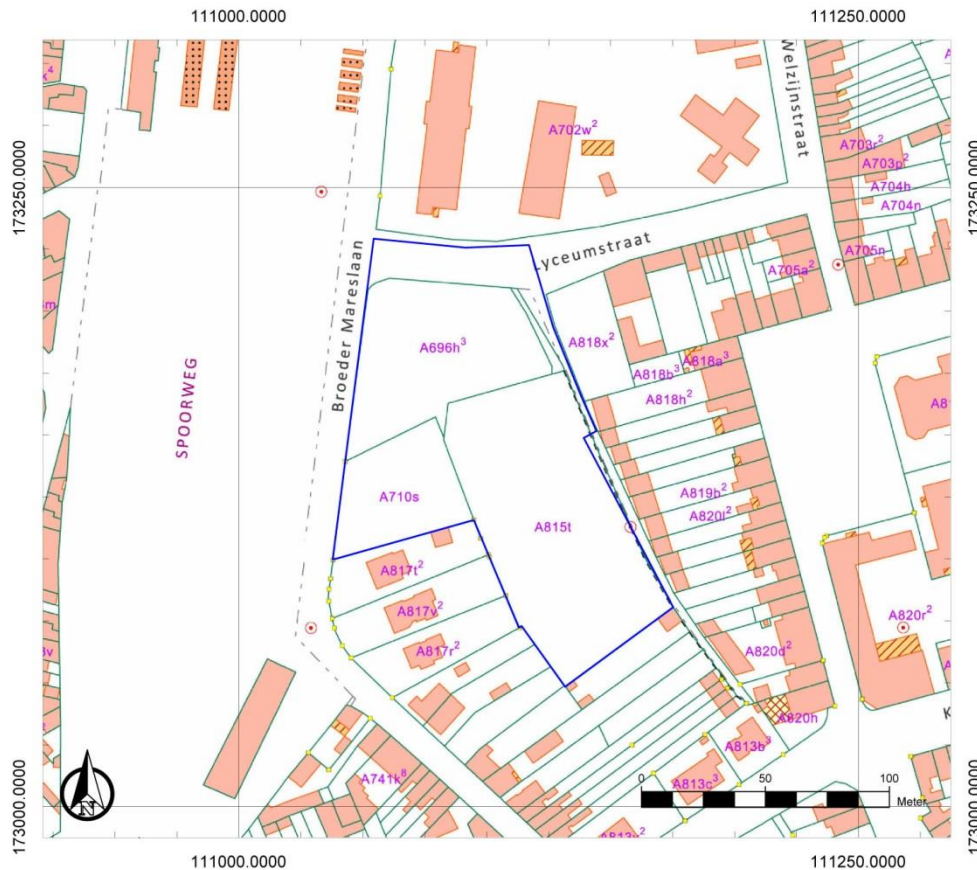 111000.0000
111250.0000
173250.0000
173250.0000
Welzijnstraat
A702w²
A703r²
A703p²
A704h
A704n
A705n
Lyceumstraat
A705a²
Broeder Mareslaan
SPOORWEG
A696h³
A818x²
A818a³
A818b³
A818h²
A710s
A815t
A819b²
A820l²
A817t²
A817v²
A817r²
A820r²
A820d²
A820h
A813b³
A813c³
A741k⁸
N
0
50
100
Meter
173000.0000
173000.0000
111000.0000
111250.0000